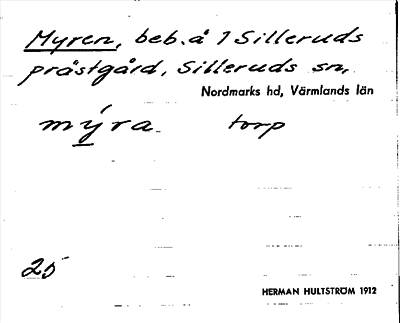 Myren, beb. å 1 Silleruds
prästgård, Silleruds sn,
Nordmarks hd, Värmlands län
mýra torp
25
HERMAN HULTSTRÖM 1912